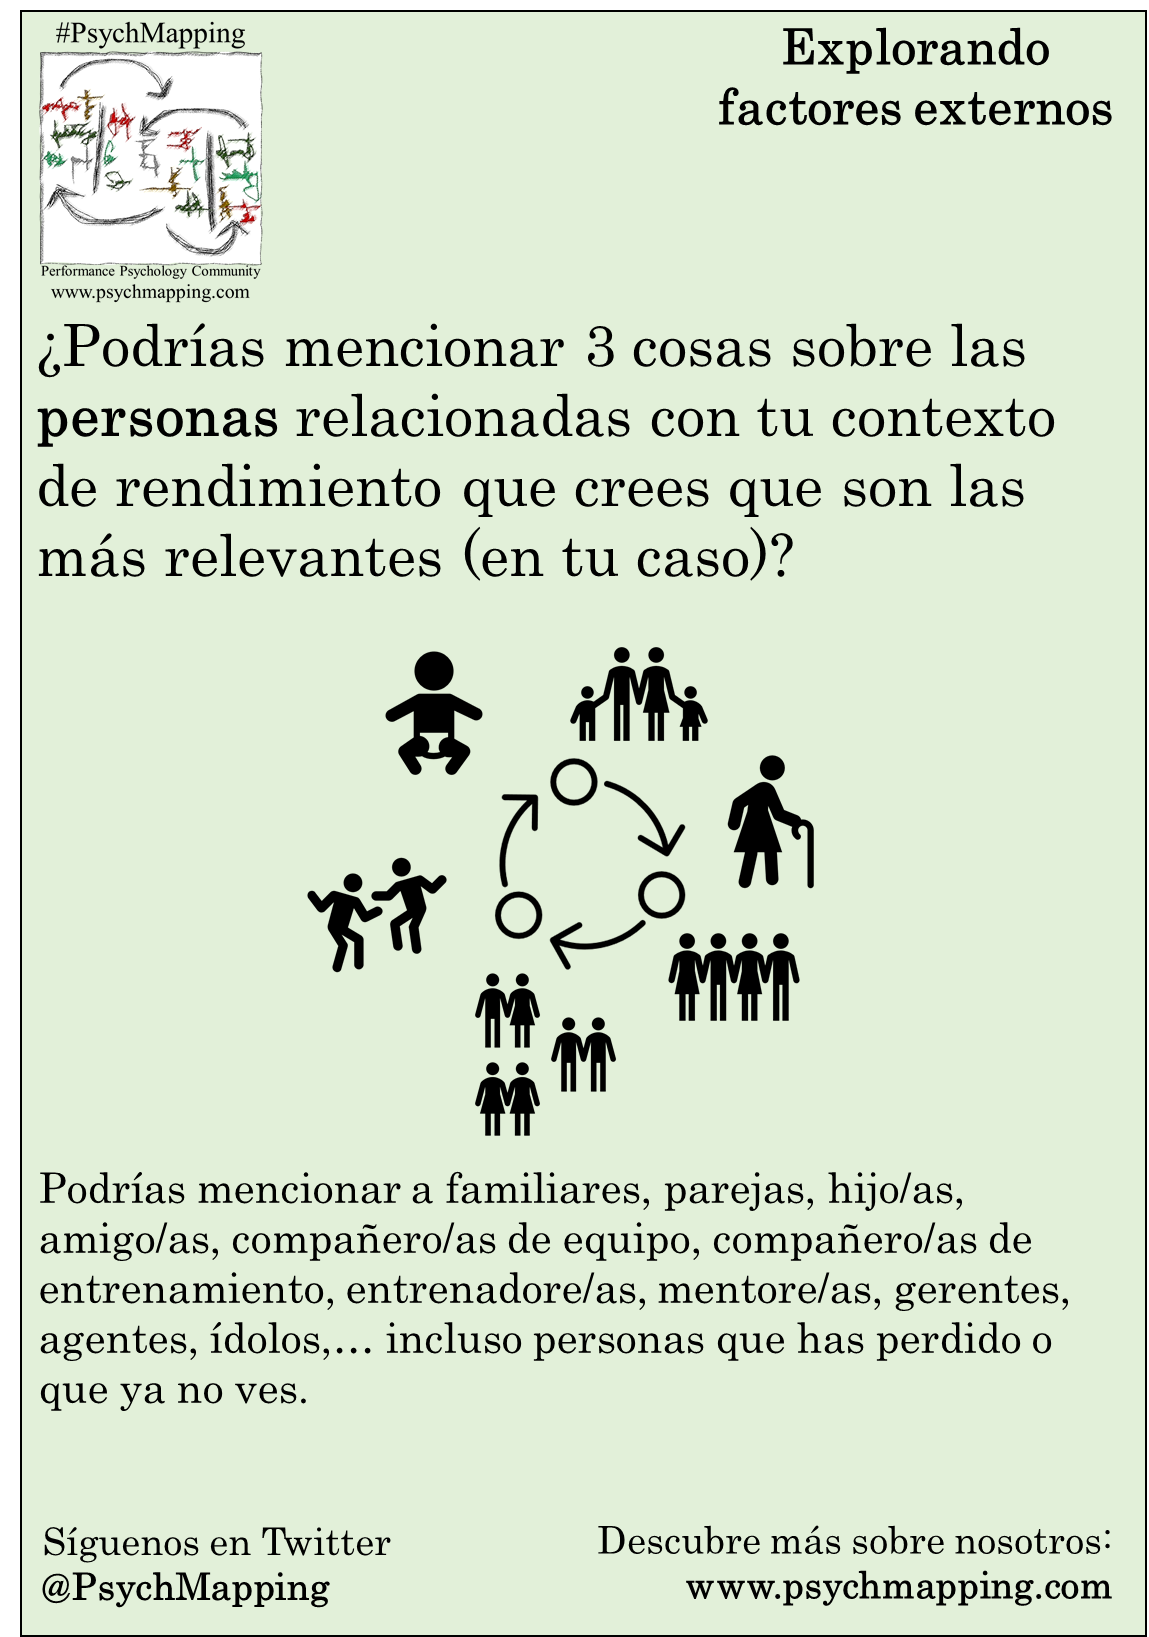 #PsychMapping
Explorando
factores externos
Performance Psychology Community
www.psychmapping.com
¿Podrías mencionar 3 cosas sobre las
personas relacionadas con tu contexto
de rendimiento que crees que son las
más relevantes (en tu caso)?
Podrías mencionar a familiares, parejas, hijo/as,
amigo/as, compañero/as de equipo, compañero/as de
entrenamiento, entrenadore/as, mentore/as, gerentes,
agentes, ídolos,... incluso personas que has perdido o
que ya no ves.
Síguenos en Twitter
@PsychMapping
Descubre más sobre nosotros:
www.psychmapping.com